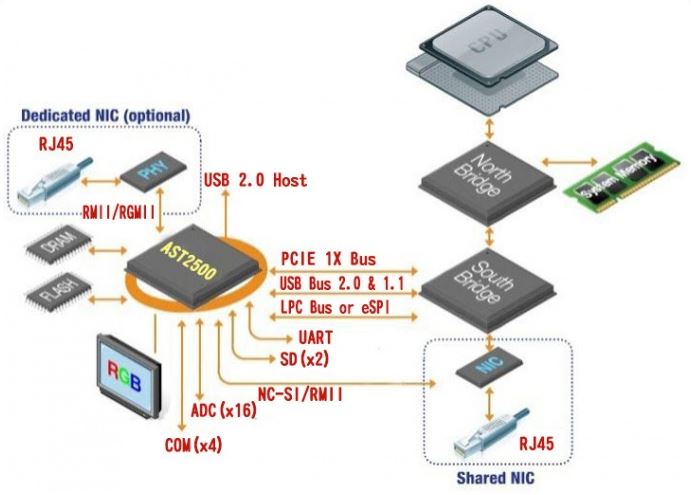 CPU
Dedicated NIC (optional)
RJ45
PHY
RMII/RGMII
USB 2.0 Host
North
Bridge
System Memory
DRAM
FLASH
AST2500
PCIE 1X Bus
USB Bus 2.0 & 1.1
LPC Bus or eSPI
South
Bridge
UART
SD(x2)
RGB
NC-SI/RMII
ADC(x16)
COM(x4)
NIC
RJ45
Shared NIC